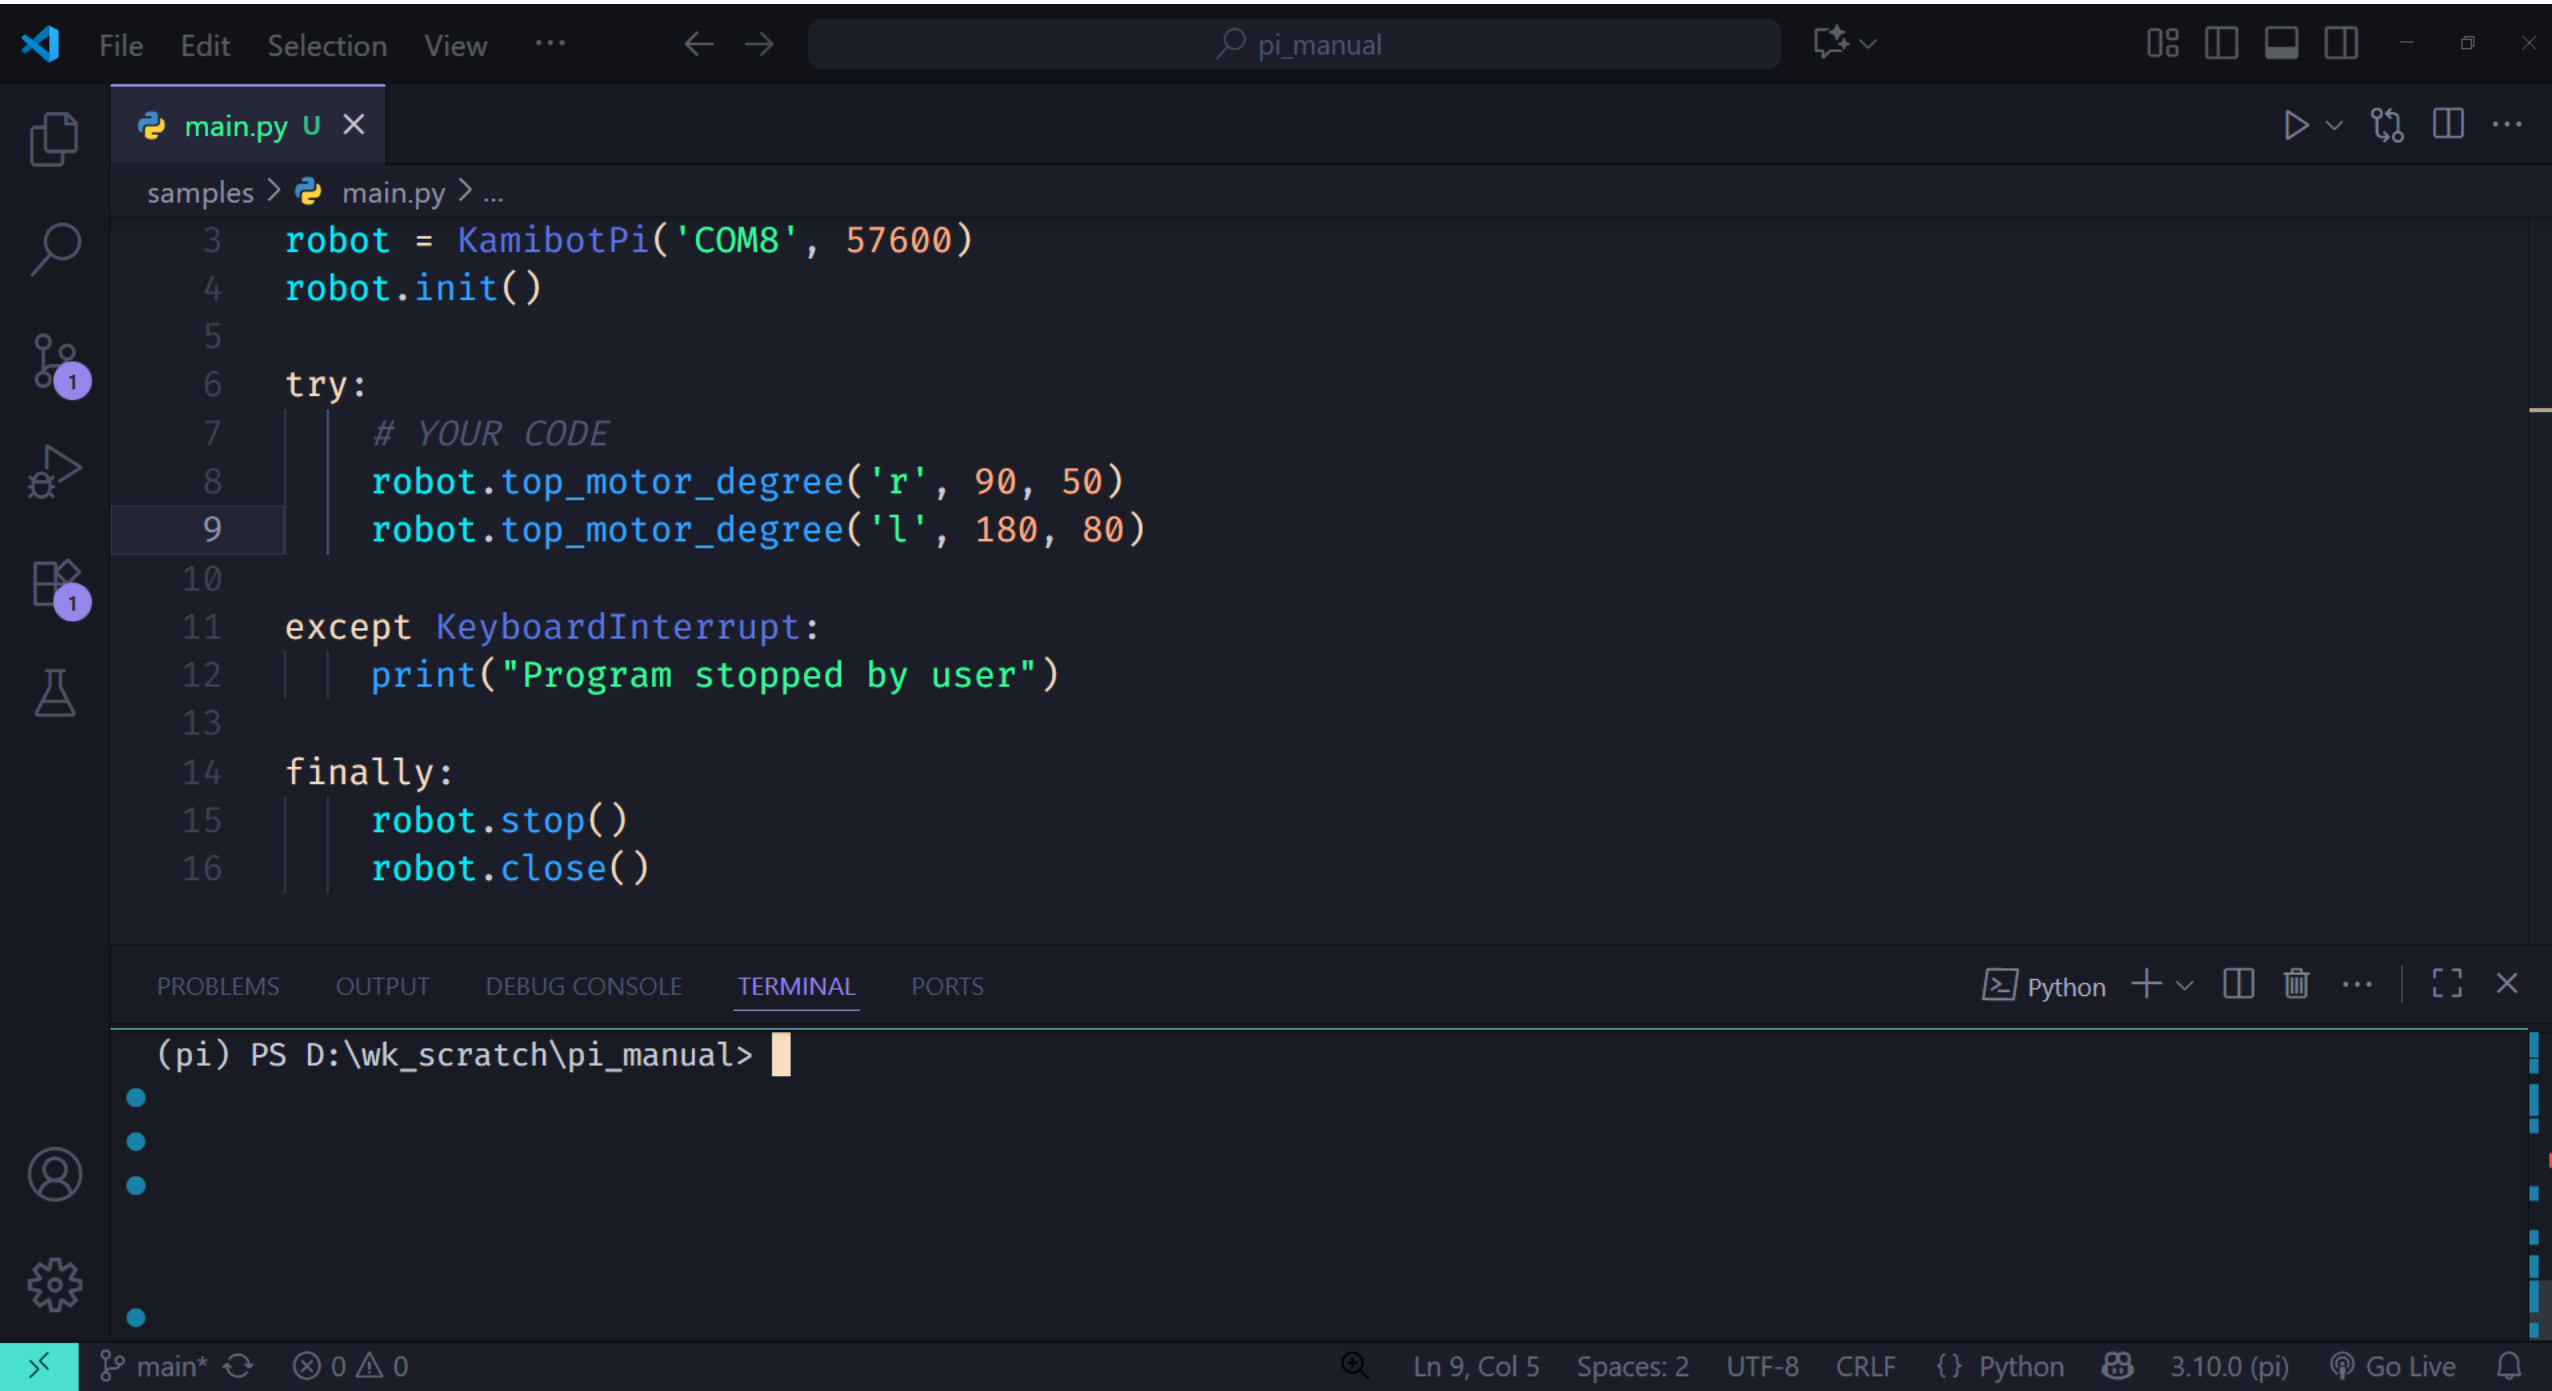 File Edit Selection View ··· pi_manual
main.py U
samples > main.py > ...
3 robot = KamibotPi('COM8', 57600)
4 robot.init()
5
6 try:
7 # YOUR CODE
8 robot.top_motor_degree('r', 90, 50)
9 robot.top_motor_degree('l', 180, 80)
10
11 except KeyboardInterrupt:
12 print("Program stopped by user")
13
14 finally:
15 robot.stop()
16 robot.close()
PROBLEMS OUTPUT DEBUG CONSOLE TERMINAL PORTS Python
(pi) PS D:\wk_scratch\pi_manual>
main* 0 0 Ln 9, Col 5 Spaces: 2 UTF-8 CRLF {} Python 3.10.0 (pi) Go Live
1
1